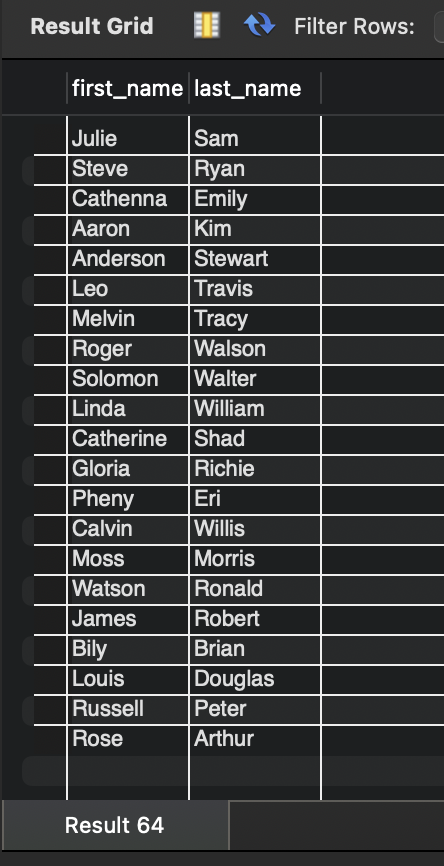 Result Grid Filter Rows:
first_name last_name
Julie Sam
Steve Ryan
Cathenna Emily
Aaron Kim
Anderson Stewart
Leo Travis
Melvin Tracy
Roger Walson
Solomon Walter
Linda William
Catherine Shad
Gloria Richie
Pheny Eri
Calvin Willis
Moss Morris
Watson Ronald
James Robert
Bily Brian
Louis Douglas
Russell Peter
Rose Arthur
Result 64